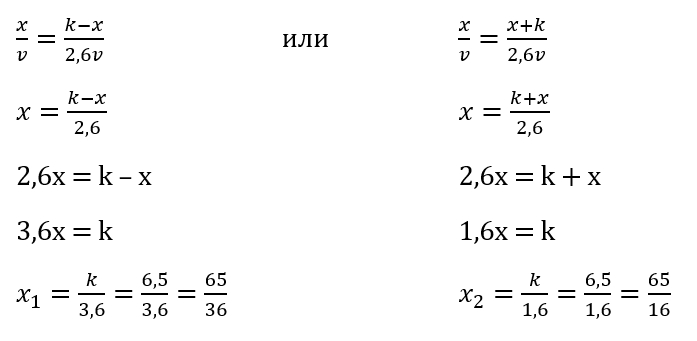 x/v = k−x/2,6v или x/v = x+k/2,6v
x = k−x/2,6 x = k+x/2,6
2,6x = k – x 2,6x = k + x
3,6x = k 1,6x = k
x₁ = k/3,6 = 6,5/3,6 = 65/36 x₂ = k/1,6 = 6,5/1,6 = 65/16